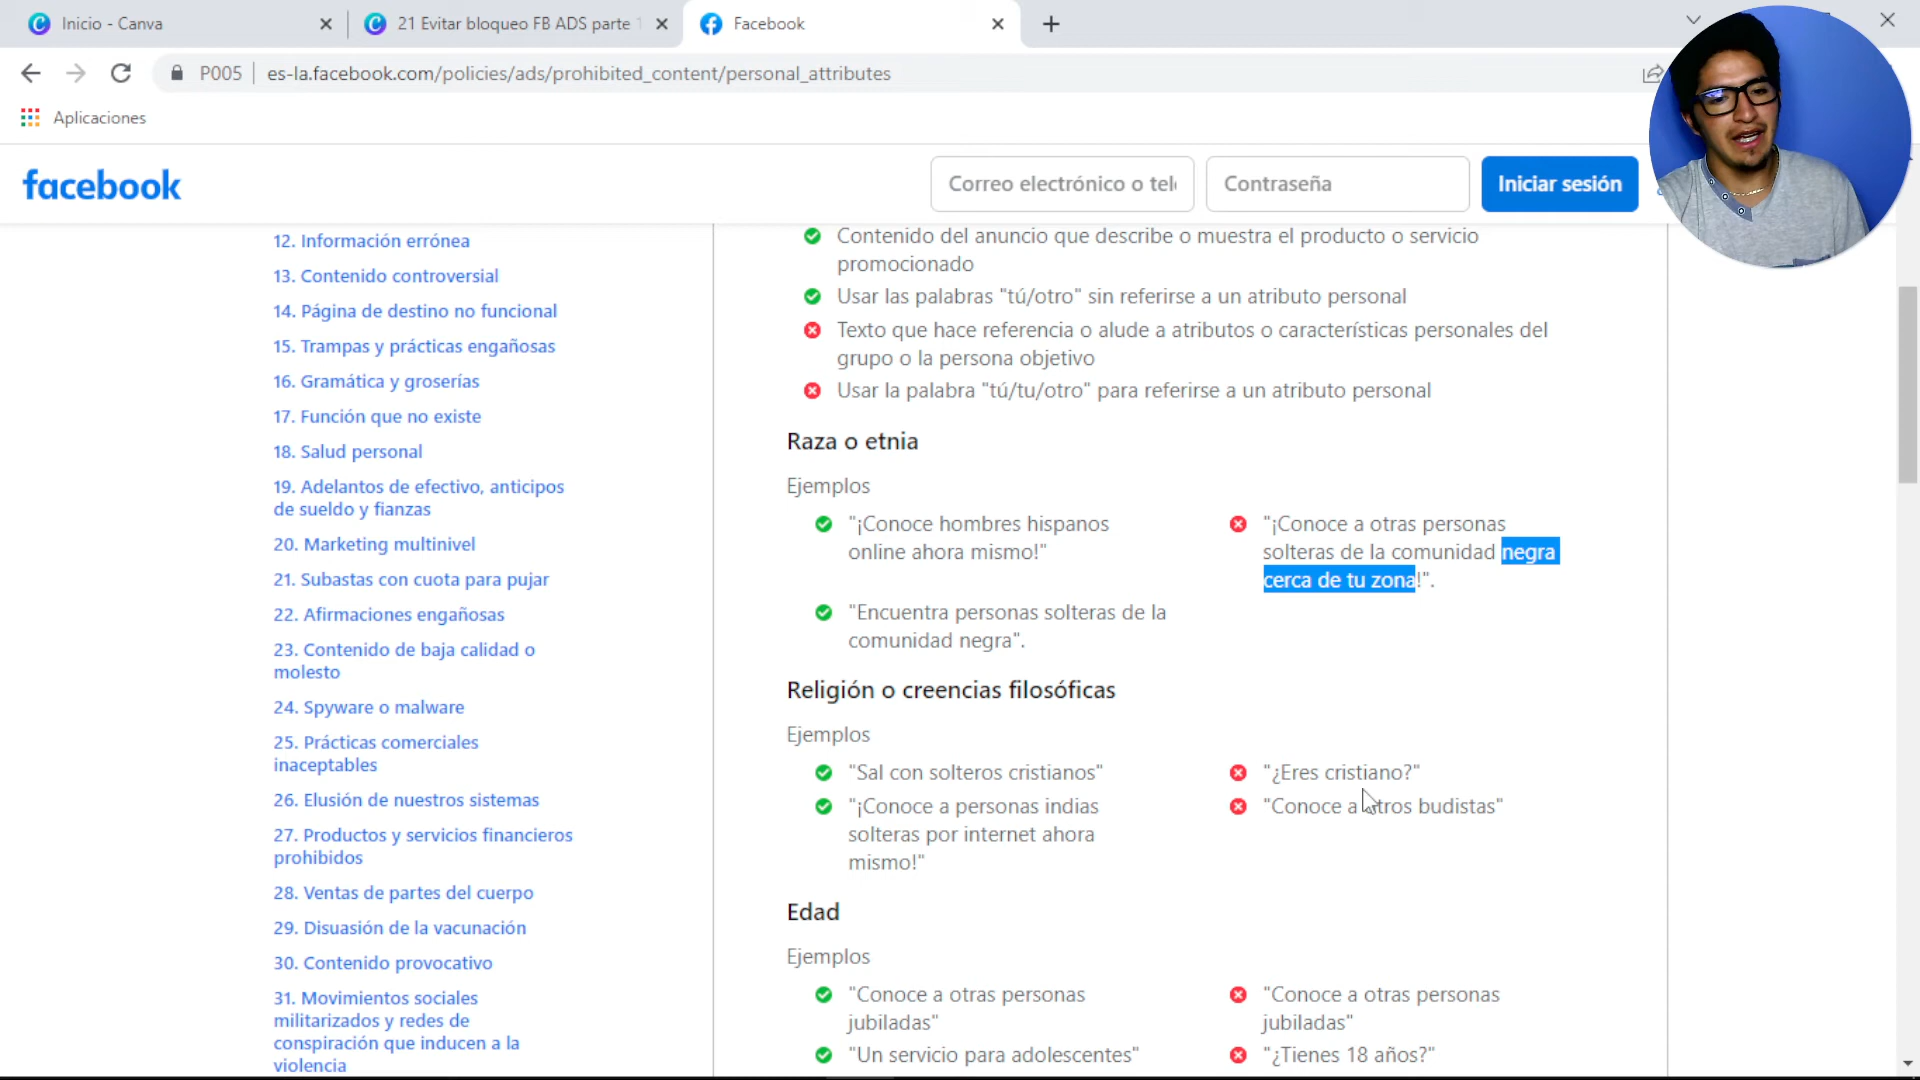 Inicio - Canva
21 Evitar bloqueo FB ADS parte
Facebook
P005
es-la.facebook.com/policies/ads/prohibited_content/personal_attributes
Aplicaciones
facebook
Correo electrónico o tel
Contraseña
Iniciar sesión
12. Información errónea
13. Contenido controversial
14. Página de destino no funcional
15. Trampas y prácticas engañosas
16. Gramática y groserías
17. Función que no existe
18. Salud personal
19. Adelantos de efectivo, anticipos
de sueldo y fianzas
20. Marketing multinivel
21. Subastas con cuota para pujar
22. Afirmaciones engañosas
23. Contenido de baja calidad o
molesto
24. Spyware o malware
25. Prácticas comerciales
inaceptables
26. Elusión de nuestros sistemas
27. Productos y servicios financieros
prohibidos
28. Ventas de partes del cuerpo
29. Disuasión de la vacunación
30. Contenido provocativo
31. Movimientos sociales
militarizados y redes de
conspiración que inducen a la
violencia
Contenido del anuncio que describe o muestra el producto o servicio
promocionado
Usar las palabras "tú/otro" sin referirse a un atributo personal
Texto que hace referencia o alude a atributos o características personales del
grupo o la persona objetivo
Usar la palabra "tú/tu/otro" para referirse a un atributo personal
Raza o etnia
Ejemplos
"¡Conoce hombres hispanos
online ahora mismo!"
"Encuentra personas solteras de la
comunidad negra".
"¡Conoce a otras personas
solteras de la comunidad negra
cerca de tu zona!".
Religión o creencias filosóficas
Ejemplos
"Sal con solteros cristianos"
"¡Conoce a personas indias
solteras por internet ahora
mismo!"
"¿Eres cristiano?"
"Conoce a otros budistas"
Edad
Ejemplos
"Conoce a otras personas
jubiladas"
"Un servicio para adolescentes"
"Conoce a otras personas
jubiladas"
"¿Tienes 18 años?"